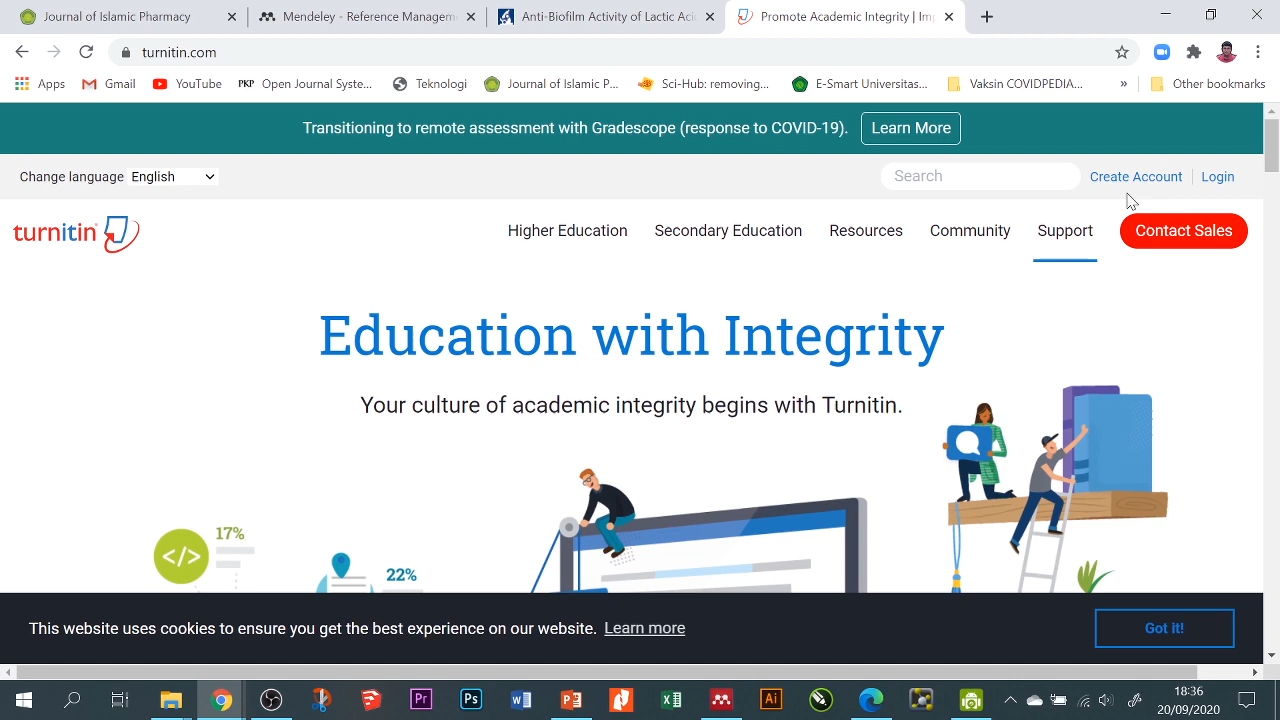 Journal of Islamic Pharmacy
Mendeley - Reference Managem
Anti-Biofilm Activity of Lactic Aci
Promote Academic Integrity | Im
turnitin.com
Apps
Gmail
YouTube
PKP Open Journal Syste...
Teknologi
Journal of Islamic P...
Sci-Hub: removing...
E-Smart Universitas...
Vaksin COVIDPEDIA...
»
Other bookmarks
Transitioning to remote assessment with Gradescope (response to COVID-19).
Learn More
Change language English
Search
Create Account
Login
turnitin
Higher Education
Secondary Education
Resources
Community
Support
Contact Sales
Education with Integrity
Your culture of academic integrity begins with Turnitin.
</>
17%
22%
This website uses cookies to ensure you get the best experience on our website. Learn more
Got it!
Pr
Ps
Ai
18:36
20/09/2020